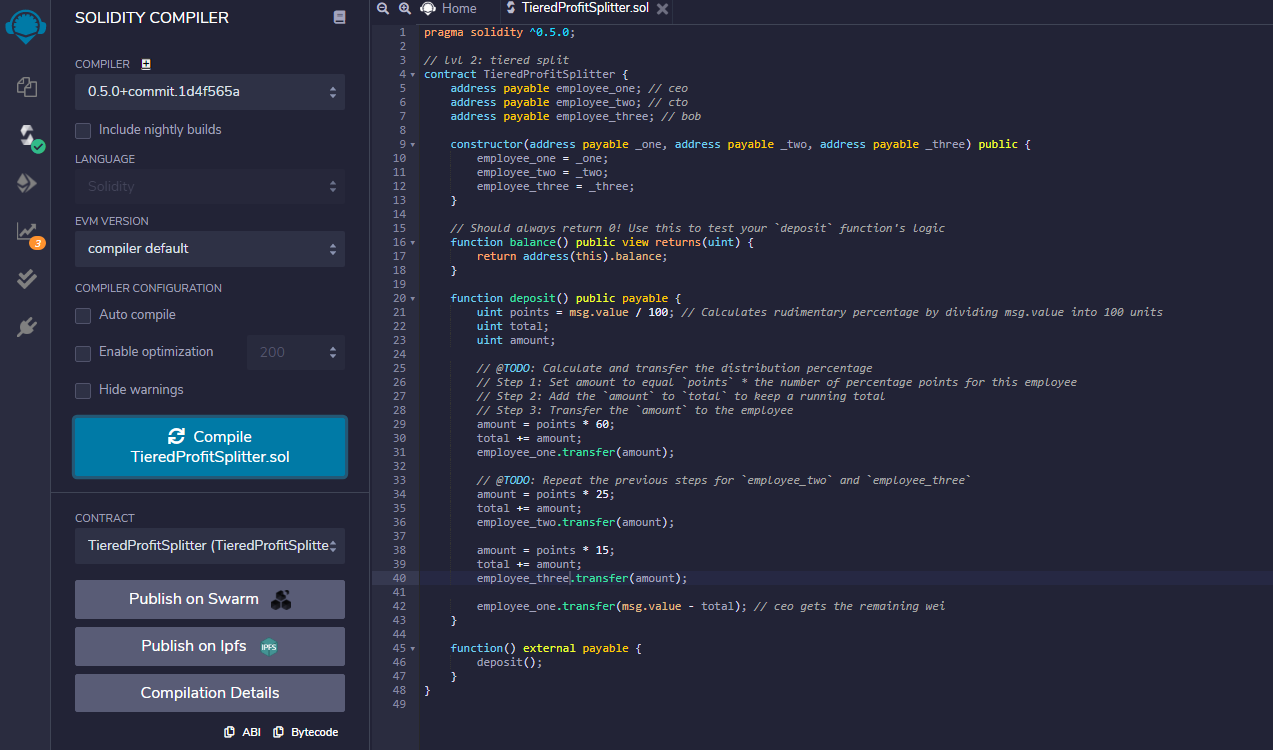 SOLIDITY COMPILER
COMPILER
0.5.0+commit.1d4f565a
Include nightly builds
LANGUAGE
Solidity
EVM VERSION
compiler default
COMPILER CONFIGURATION
Auto compile
Enable optimization
200
Hide warnings
Compile
TieredProfitSplitter.sol
CONTRACT
TieredProfitSplitter (TieredProfitSplitte
Publish on Swarm
Publish on Ipfs
IPFS
Compilation Details
ABI Bytecode
3
Home TieredProfitSplitter.sol
1 pragma solidity ^0.5.0;
2
3 // lvl 2: tiered split
4 contract TieredProfitSplitter {
5 address payable employee_one; // ceo
6 address payable employee_two; // cto
7 address payable employee_three; // bob
8
9 constructor(address payable _one, address payable _two, address payable _three) public {
10 employee_one = _one;
11 employee_two = _two;
12 employee_three = _three;
13 }
14
15 // Should always return 0! Use this to test your `deposit` function's logic
16 function balance() public view returns(uint) {
17 return address(this).balance;
18 }
19
20 function deposit() public payable {
21 uint points = msg.value / 100; // Calculates rudimentary percentage by dividing msg.value into 100 units
22 uint total;
23 uint amount;
24
25 // @TODO: Calculate and transfer the distribution percentage
26 // Step 1: Set amount to equal `points` * the number of percentage points for this employee
27 // Step 2: Add the `amount` to `total` to keep a running total
28 // Step 3: Transfer the `amount` to the employee
29 amount = points * 60;
30 total += amount;
31 employee_one.transfer(amount);
32
33 // @TODO: Repeat the previous steps for `employee_two` and `employee_three`
34 amount = points * 25;
35 total += amount;
36 employee_two.transfer(amount);
37
38 amount = points * 15;
39 total += amount;
40 employee_three.transfer(amount);
41
42 employee_one.transfer(msg.value - total); // ceo gets the remaining wei
43 }
44
45 function() external payable {
46 deposit();
47 }
48 }
49